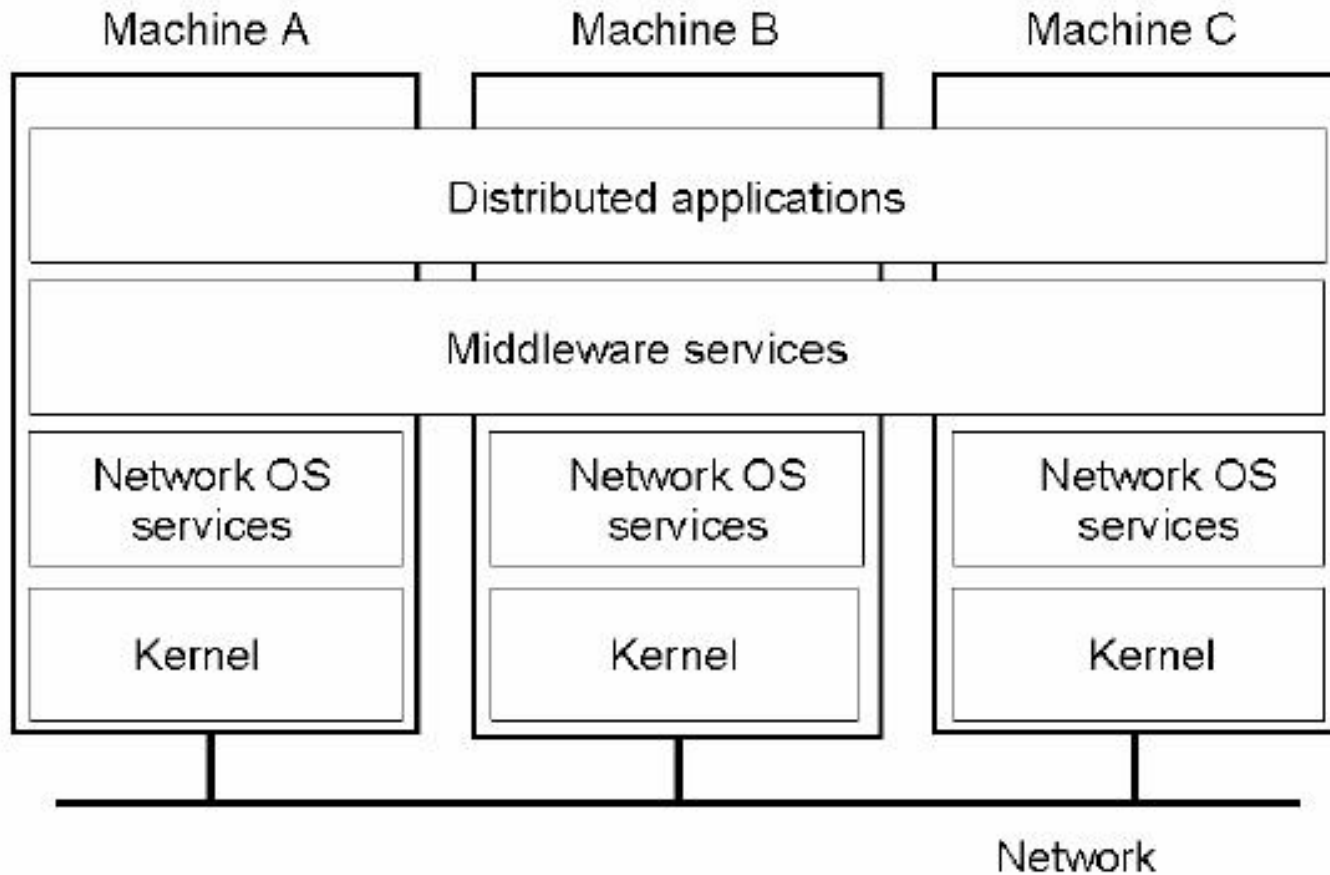 Machine A
Machine B
Machine C
Distributed applications
Middleware services
Network OS
services
Network OS
services
Network OS
services
Kernel
Kernel
Kernel
Network